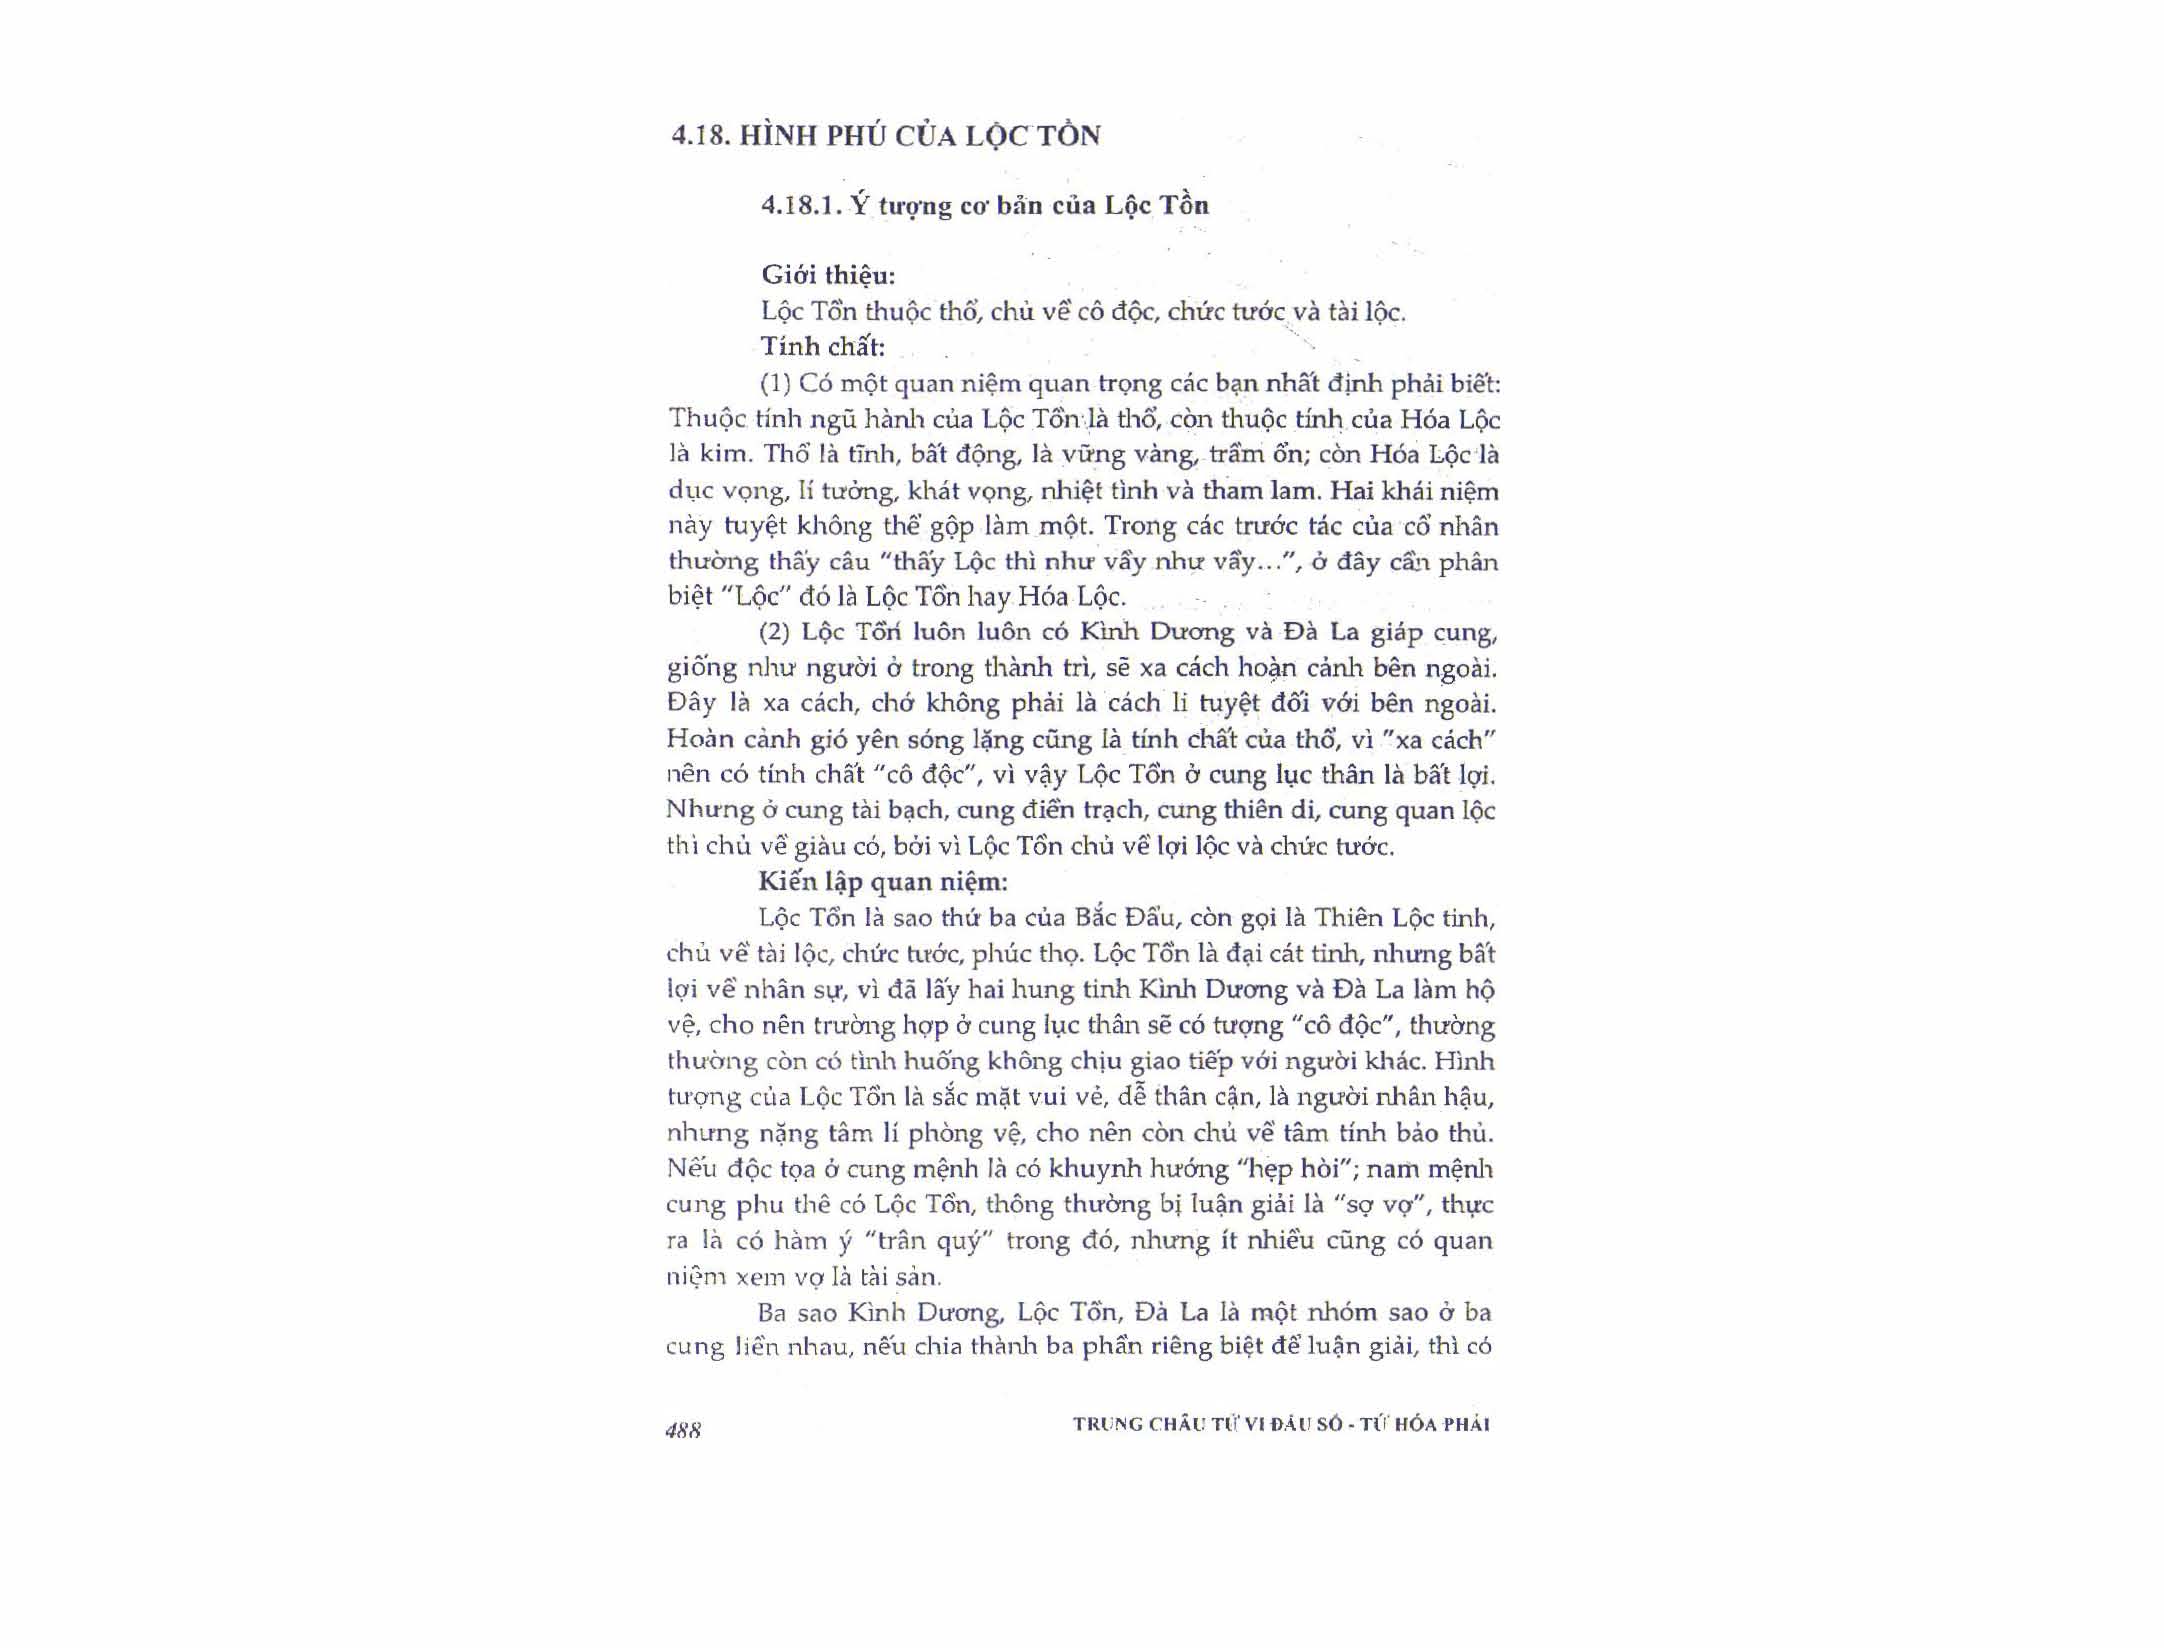 4.18. HÌNH PHÚ CỦA LỘC TỒN
4.18.1. Ý tượng cơ bản của Lộc Tồn
Giới thiệu:
Lộc Tồn thuộc thổ, chủ về cô độc, chức tước và tài lộc.
Tính chất:
(1) Có một quan niệm quan trọng các bạn nhất định phải biết:
Thuộc tính ngũ hành của Lộc Tồn là thổ, còn thuộc tính của Hóa Lộc
là kim. Thổ là tĩnh, bất động, là vững vàng, trầm ổn; còn Hóa Lộc là
dục vọng, lí tưởng, khát vọng, nhiệt tình và tham lam. Hai khái niệm
này tuyệt không thể gộp làm một. Trong các trước tác của cổ nhân
thường thấy câu "thấy Lộc thì như vầy như vầy...", ở đây cần phân
biệt "Lộc" đó là Lộc Tồn hay Hóa Lộc.
(2) Lộc Tồn luôn luôn có Kình Dương và Đà La giáp cung,
giống như người ở trong thành trì, sẽ xa cách hoàn cảnh bên ngoài.
Đây là xa cách, chớ không phải là cách li tuyệt đối với bên ngoài.
Hoàn cảnh gió yên sóng lặng cũng là tính chất của thổ, vì "xa cách"
nên có tính chất "cô độc", vì vậy Lộc Tồn ở cung lục thân là bất lợi.
Nhưng ở cung tài bạch, cung điền trạch, cung thiên di, cung quan lộc
thì chủ về giàu có, bởi vì Lộc Tồn chủ về lợi lộc và chức tước.
Kiến lập quan niệm:
Lộc Tồn là sao thứ ba của Bắc Đẩu, còn gọi là Thiên Lộc tinh,
chủ về tài lộc, chức tước, phúc thọ. Lộc Tồn là đại cát tinh, nhưng bất
lợi về nhân sự, vì đã lấy hai hung tinh Kình Dương và Đà La làm hộ
vệ, cho nên trường hợp ở cung lục thân sẽ có tượng "cô độc", thường
thường còn có tình huống không chịu giao tiếp với người khác. Hình
tượng của Lộc Tồn là sắc mặt vui vẻ, dễ thân cận, là người nhân hậu,
nhưng nặng tâm lí phòng vệ, cho nên còn chủ về tâm tính bảo thủ.
Nếu độc tọa ở cung mệnh là có khuynh hướng "hẹp hòi"; nam mệnh
cung phu thê có Lộc Tồn, thông thường bị luận giải là "sợ vợ", thực
ra là có hàm ý "trân quý" trong đó, nhưng ít nhiều cũng có quan
niệm xem vợ là tài sản.
Ba sao Kình Dương, Lộc Tồn, Đà La là một nhóm sao ở ba
cung liền nhau, nếu chia thành ba phần riêng biệt để luận giải, thì có
488
TRUNG CHÂU TỬ VI ĐẨU SỐ - TỨ HÓA PHÁI